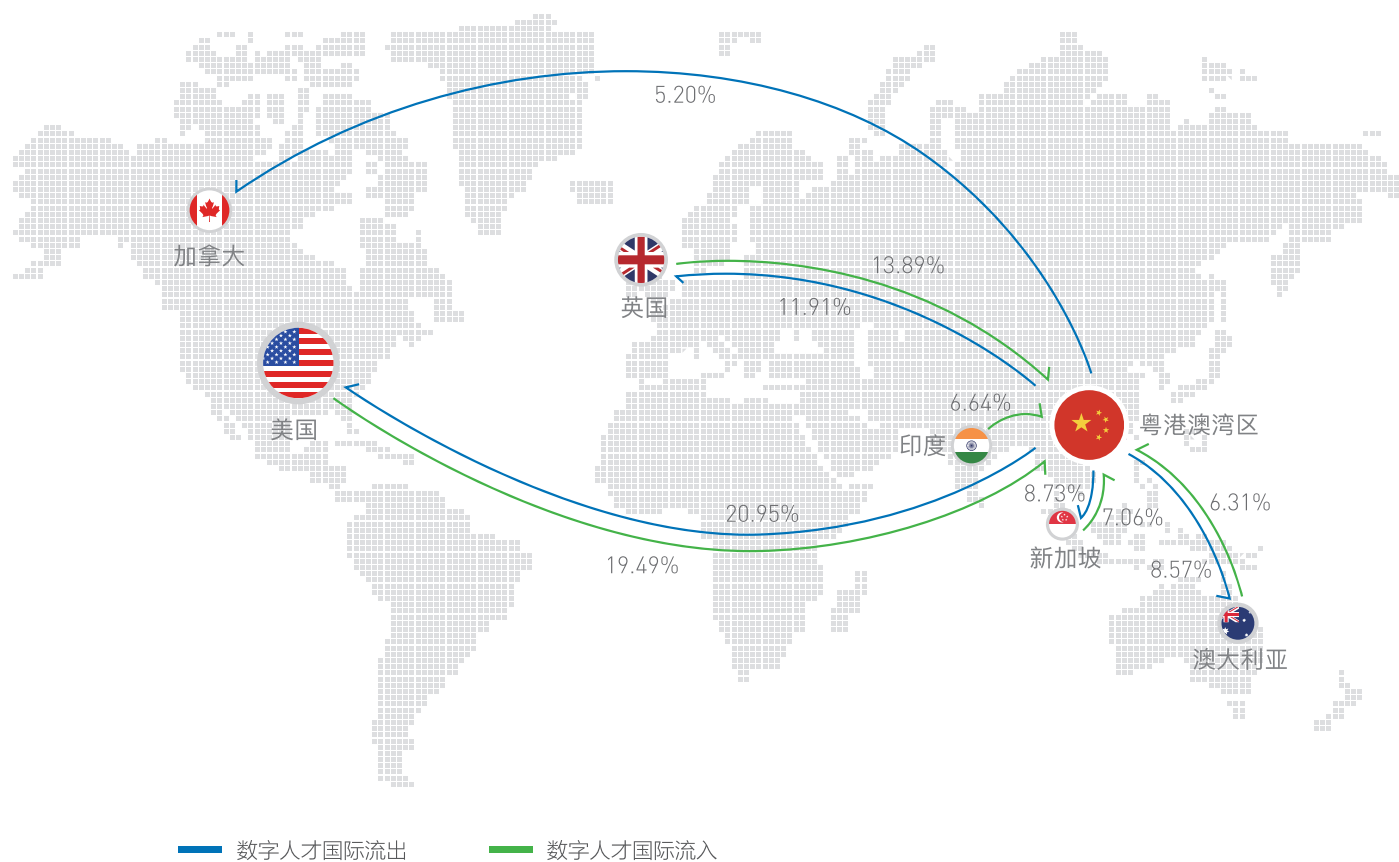 5.20%
加拿大
13.89%
英国
11.91%
美国
6.64%
印度
粤港澳湾区
20.95%
8.73%
7.06%
6.31%
19.49%
新加坡
8.57%
澳大利亚
数字人才国际流出
数字人才国际流入